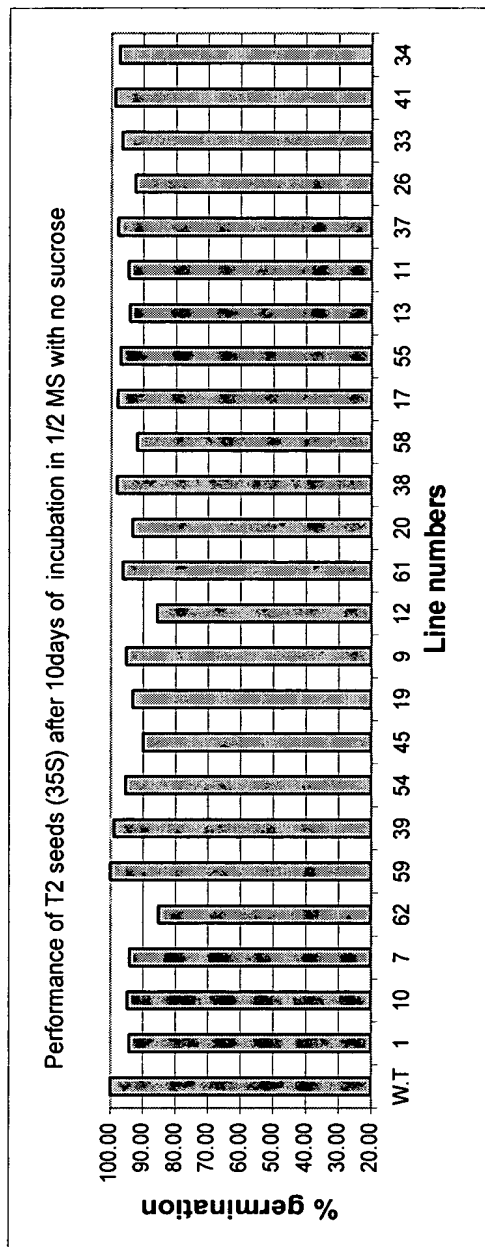 Performance of T2 seeds (35S) after 10days of incubation in 1/2 MS with no sucrose
% germination
100.00
90.00
80.00
70.00
60.00
50.00
40.00
30.00
20.00
W.T 1 10 7 62 59 39 54 45 19 9 12 61 20 38 58 17 55 13 11 37 26 33 41 34
Line numbers